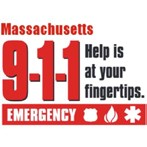 Massachusetts
9-1-1
Help is
at your
fingertips.
EMERGENCY